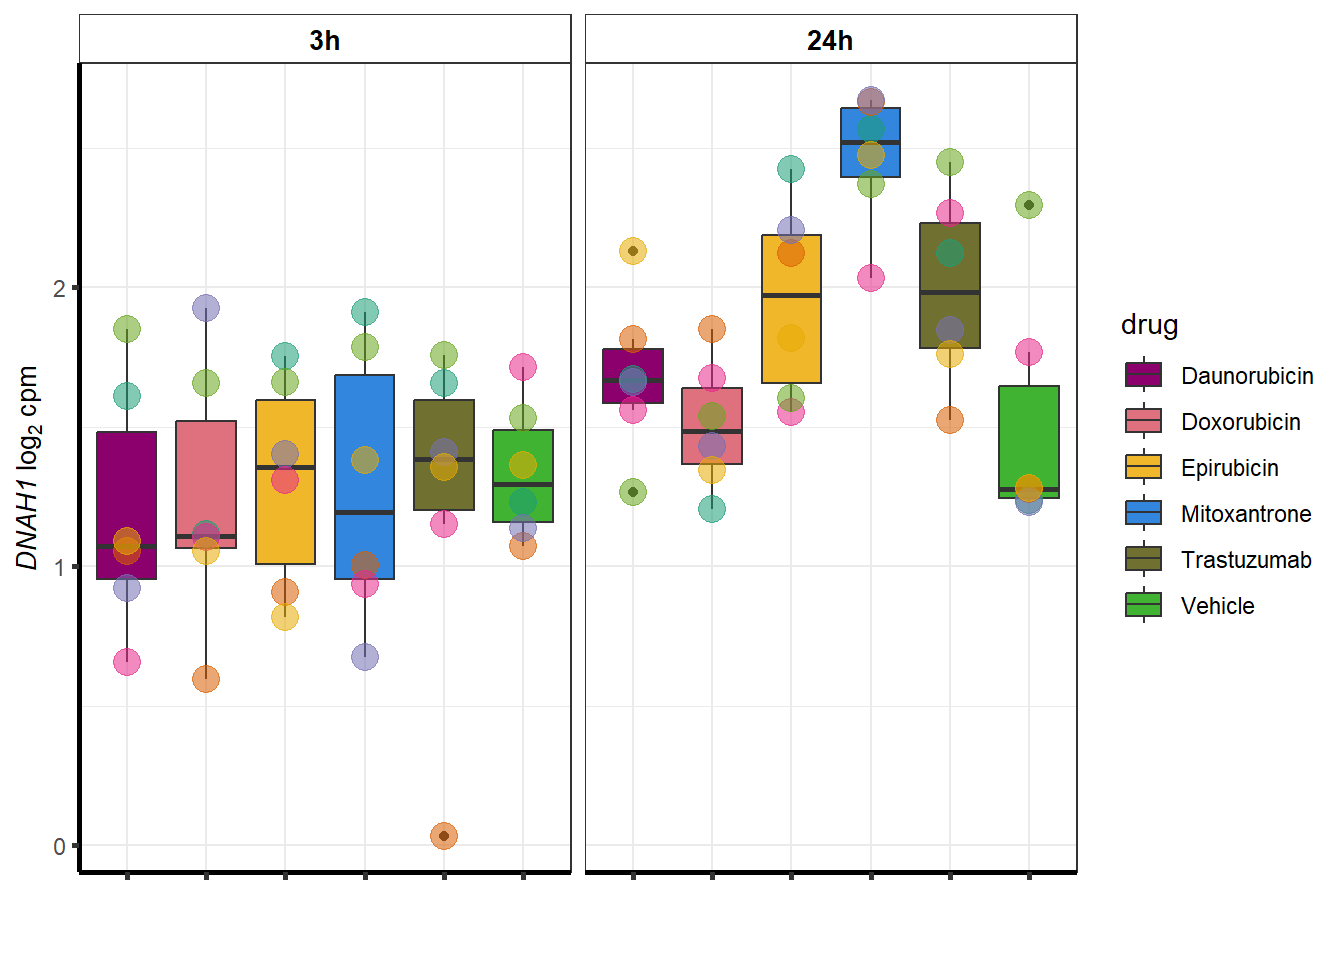 3h
24h
DNAH1 log2 cpm
2
1
0
drug
Daunorubicin
Doxorubicin
Epirubicin
Mitoxantrone
Trastuzumab
Vehicle